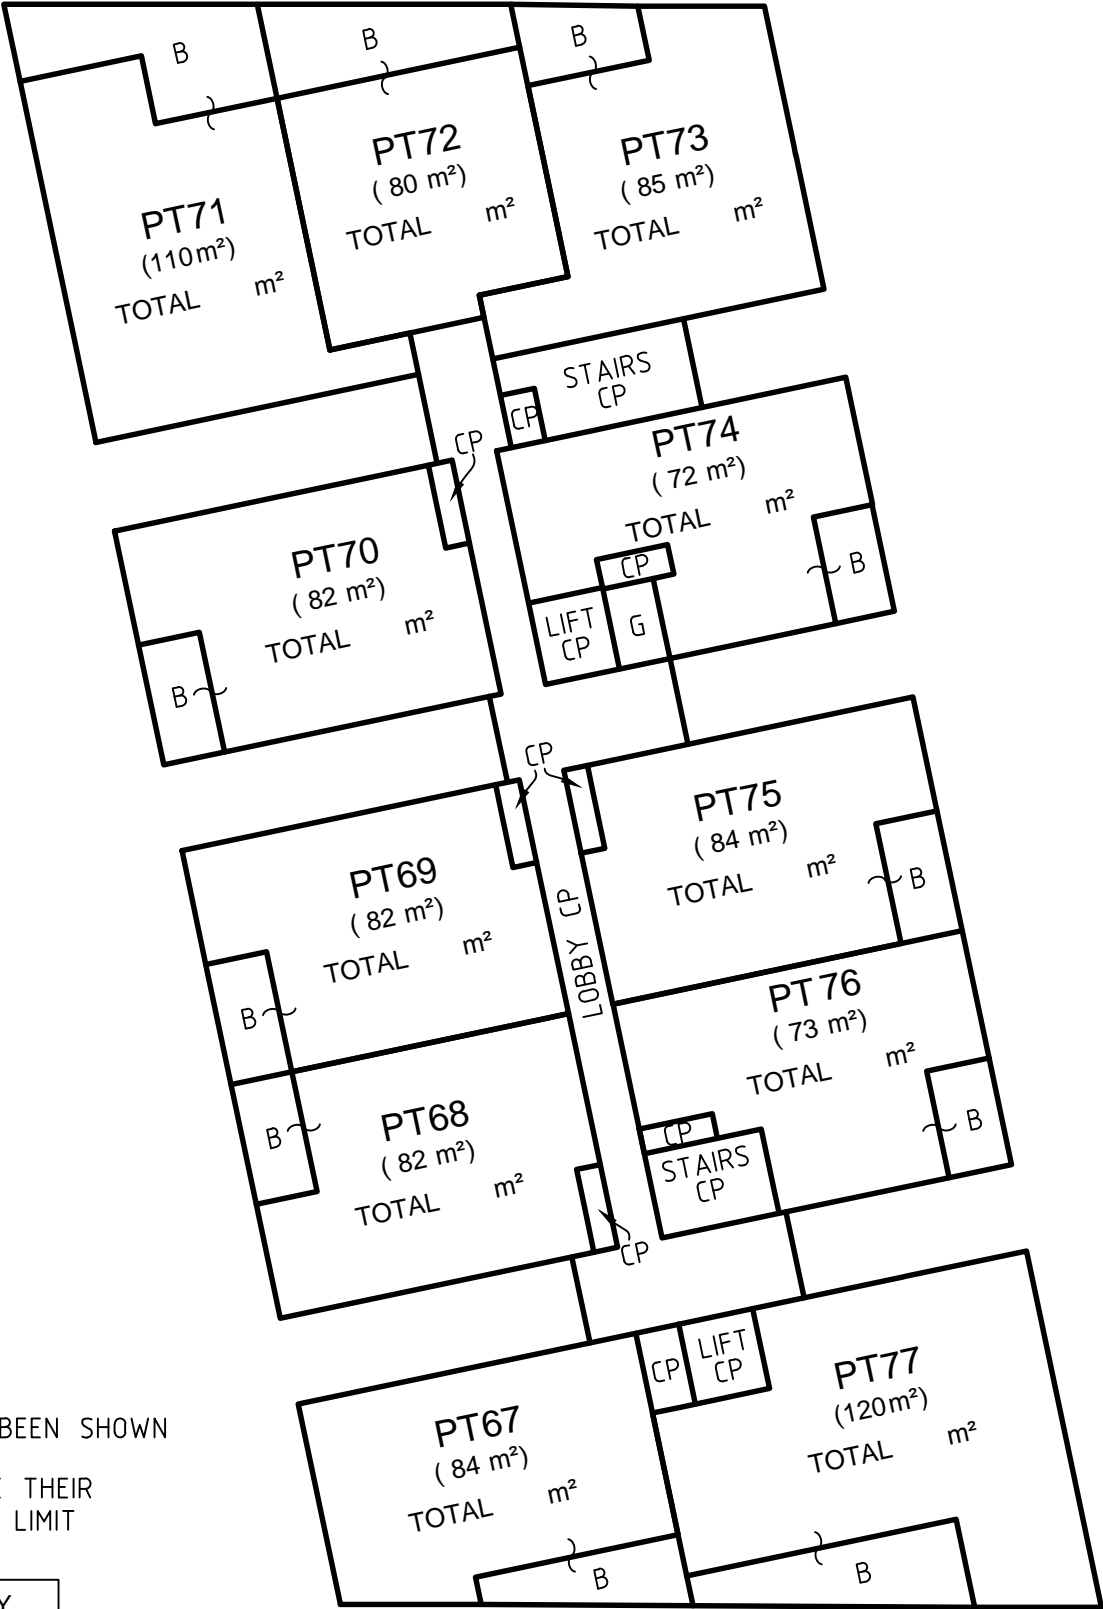 B
B
B
PT72
( 80 m²)
TOTAL m²
PT73
( 85 m²)
TOTAL m²
PT71
(110m²)
TOTAL m²
STAIRS
CP
CP
CP
PT74
( 72 m²)
TOTAL m²
CP
B
LIFT
CP
G
PT70
( 82 m²)
TOTAL m²
B
CP
PT75
( 84 m²)
TOTAL m²
B
PT69
( 82 m²)
TOTAL m²
B
LOBBY CP
PT 76
( 73 m²)
TOTAL m²
B
CP
STAIRS
CP
PT68
( 82 m²)
TOTAL m²
B
CP
CP
LIFT
CP
PT77
(120m²)
TOTAL m²
B
PT67
( 84 m²)
TOTAL m²
B
BEEN SHOWN
THEIR
LIMIT